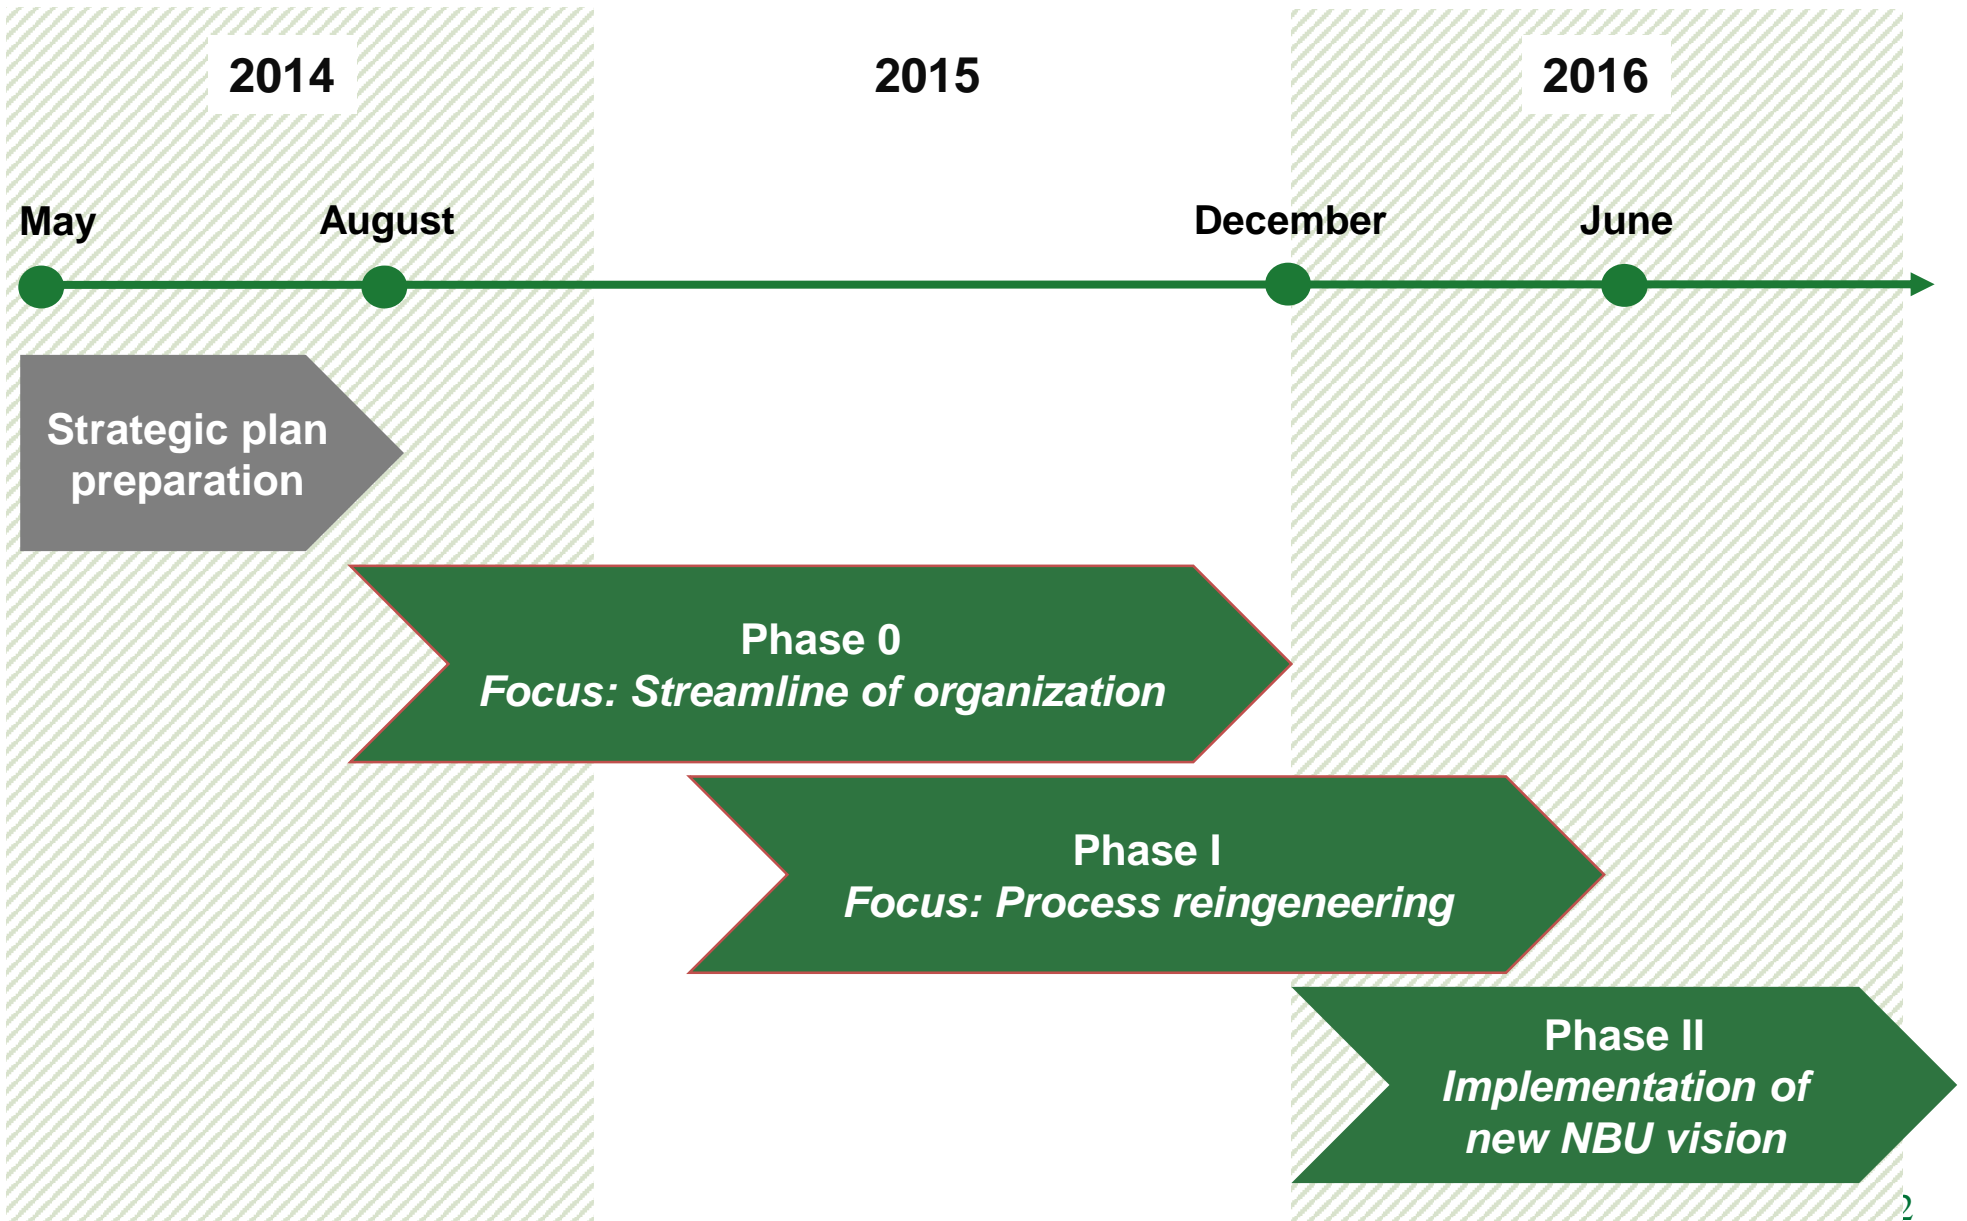 2014
2015
2016
May
August
December
June
Strategic plan
preparation
Phase 0
Focus: Streamline of organization
Phase I
Focus: Process reingeneering
Phase II
Implementation of
new NBU vision
2